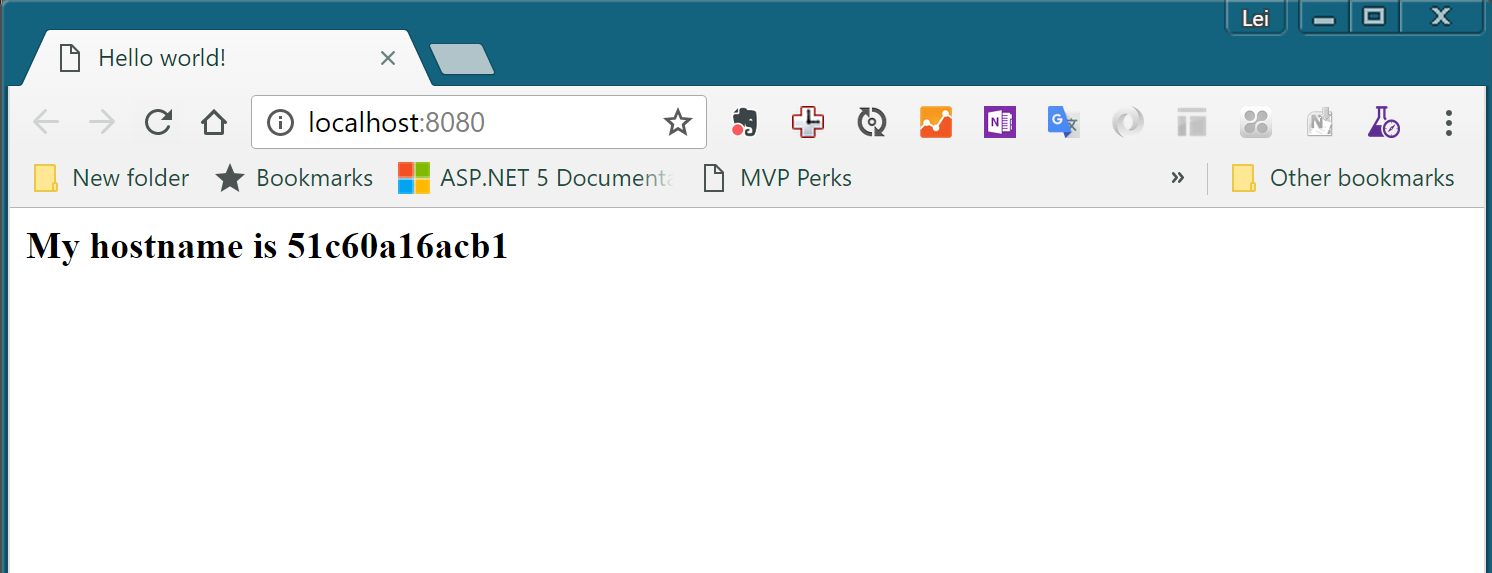 Lei
Hello world!
localhost:8080
New folder Bookmarks ASP.NET 5 Documenta MVP Perks » Other bookmarks
My hostname is 51c60a16acb1